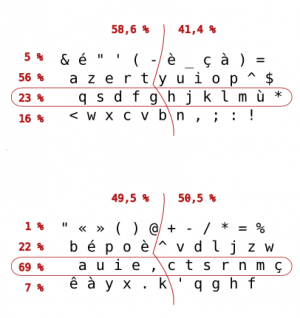 58,6 % 41,4 %
5 % & é " ' ( - è _ ç à ) =
56 % a z e r t y u i o p ^ $
23 % q s d f g h j k l m ù *
16 % < w x c v b n , ; : !
49,5 % 50,5 %
1 % " « » ( ) @ + - / * = %
22 % b é p o è ^ v d l j z w
69 % a u i e , c t s r n m ç
7 % ê à y x . k ' q g h f